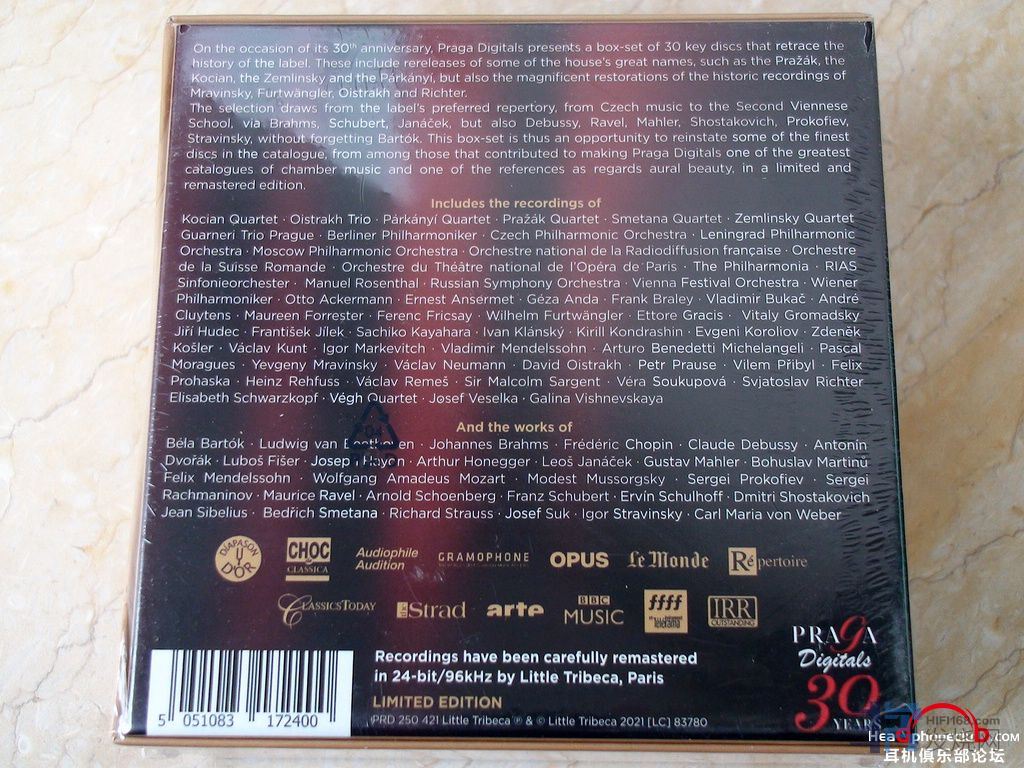 On the occasion of its 30th anniversary, Praga Digitals presents a box-set of 30 key discs that retrace the
history of the label. These include rereleases of some of the house's great names, such as the Pražák, the
Kocian, the Zemlinsky and the Párkányí, but also the magnificent restorations of the historic recordings of
Mravinsky, Furtwängler, Oistrakh and Richter.
The selection draws from the label's preferred repertory, from Czech music to the Second Viennese
School, via Brahms, Schubert, Janáček, but also Debussy, Ravel, Mahler, Shostakovich, Prokofiev,
Stravinsky, without forgetting Bartók. This box-set is thus an opportunity to reinstate some of the finest
discs in the catalogue, from among those that contributed to making Praga Digitals one of the greatest
catalogues of chamber music and one of the references as regards aural beauty, in a limited and
remastered edition.
Includes the recordings of
Kocian Quartet · Oistrakh Trio · Párkányí Quartet · Pražák Quartet · Smetana Quartet · Zemlinsky Quartet
Guarneri Trio Prague · Berliner Philharmoniker · Czech Philharmonic Orchestra · Leningrad Philharmonic
Orchestra · Moscow Philharmonic Orchestra · Orchestre national de la Radiodiffusion française · Orchestre
de la Suisse Romande · Orchestre du Théâtre national de l'Opéra de Paris · The Philharmonia · RIAS
Sinfonieorchester · Manuel Rosenthal · Russian Symphony Orchestra · Vienna Festival Orchestra · Wiener
Philharmoniker · Otto Ackermann · Ernest Ansermet · Géza Anda · Frank Braley · Vladimir Bukač · André
Cluytens · Maureen Forrester · Ferenc Fricsay · Wilhelm Furtwängler · Ettore Gracis · Vitaly Gromadsky
Jiří Hudec · František Jílek · Sachiko Kayahara · Ivan Klánský · Kirill Kondrashin · Evgeni Koroliov · Zdeněk
Košler · Václav Kunt · Igor Markevitch · Vladimir Mendelssohn · Arturo Benedetti Michelangeli · Pascal
Moragues · Yevgeny Mravinsky · Václav Neumann · David Oistrakh · Petr Prause · Vilem Přibyl · Felix
Prohaska · Heinz Rehfuss · Václav Remeš · Sir Malcolm Sargent · Véra Soukupová · Svjatoslav Richter
Elisabeth Schwarzkopf · Végh Quartet · Josef Veselka · Galina Vishnevskaya
And the works of
Béla Bartók · Ludwig van Beethoven · Johannes Brahms · Frédéric Chopin · Claude Debussy · Antonín
Dvořák · Luboš Fišer · Joseph Haydn · Arthur Honegger · Leoš Janáček · Gustav Mahler · Bohuslav Martinů
Felix Mendelssohn · Wolfgang Amadeus Mozart · Modest Mussorgsky · Sergei Prokofiev · Sergei
Rachmaninov · Maurice Ravel · Arnold Schoenberg · Franz Schubert · Ervín Schulhoff · Dmitri Shostakovich
Jean Sibelius · Bedřich Smetana · Richard Strauss · Josef Suk · Igor Stravinsky · Carl Maria von Weber
DIAPASON D'OR
CHOC CLASSICA
Audiophile Audition
GRAMOPHONE
OPUS
Le Monde
Répertoire
CLASSICSTODAY
the Strad
arte
BBC MUSIC
ffff Télérama
IRR OUTSTANDING
PRAGA
Digitals
30
YEARS
Recordings have been carefully remastered
in 24-bit/96kHz by Little Tribeca, Paris
LIMITED EDITION
PRD 250 421 Little Tribeca ℗ & © Little Tribeca 2021 [LC] 83780
5 051083 172400
HIFI168.com
耳机俱乐部论坛